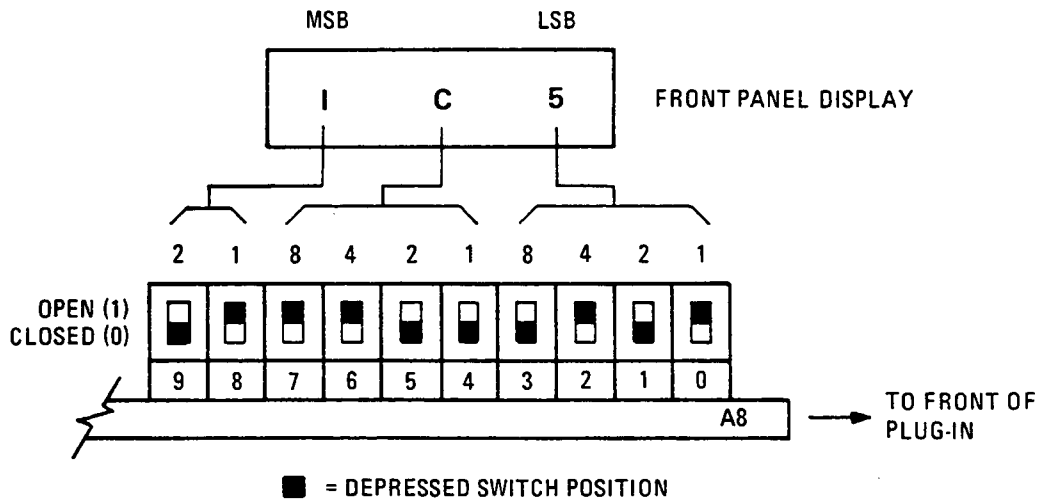 MSB LSB
I C 5 FRONT PANEL DISPLAY
2 1 8 4 2 1 8 4 2 1
OPEN (1)
CLOSED (0)
9 8 7 6 5 4 3 2 1 0
A8
TO FRONT OF
PLUG-IN
= DEPRESSED SWITCH POSITION